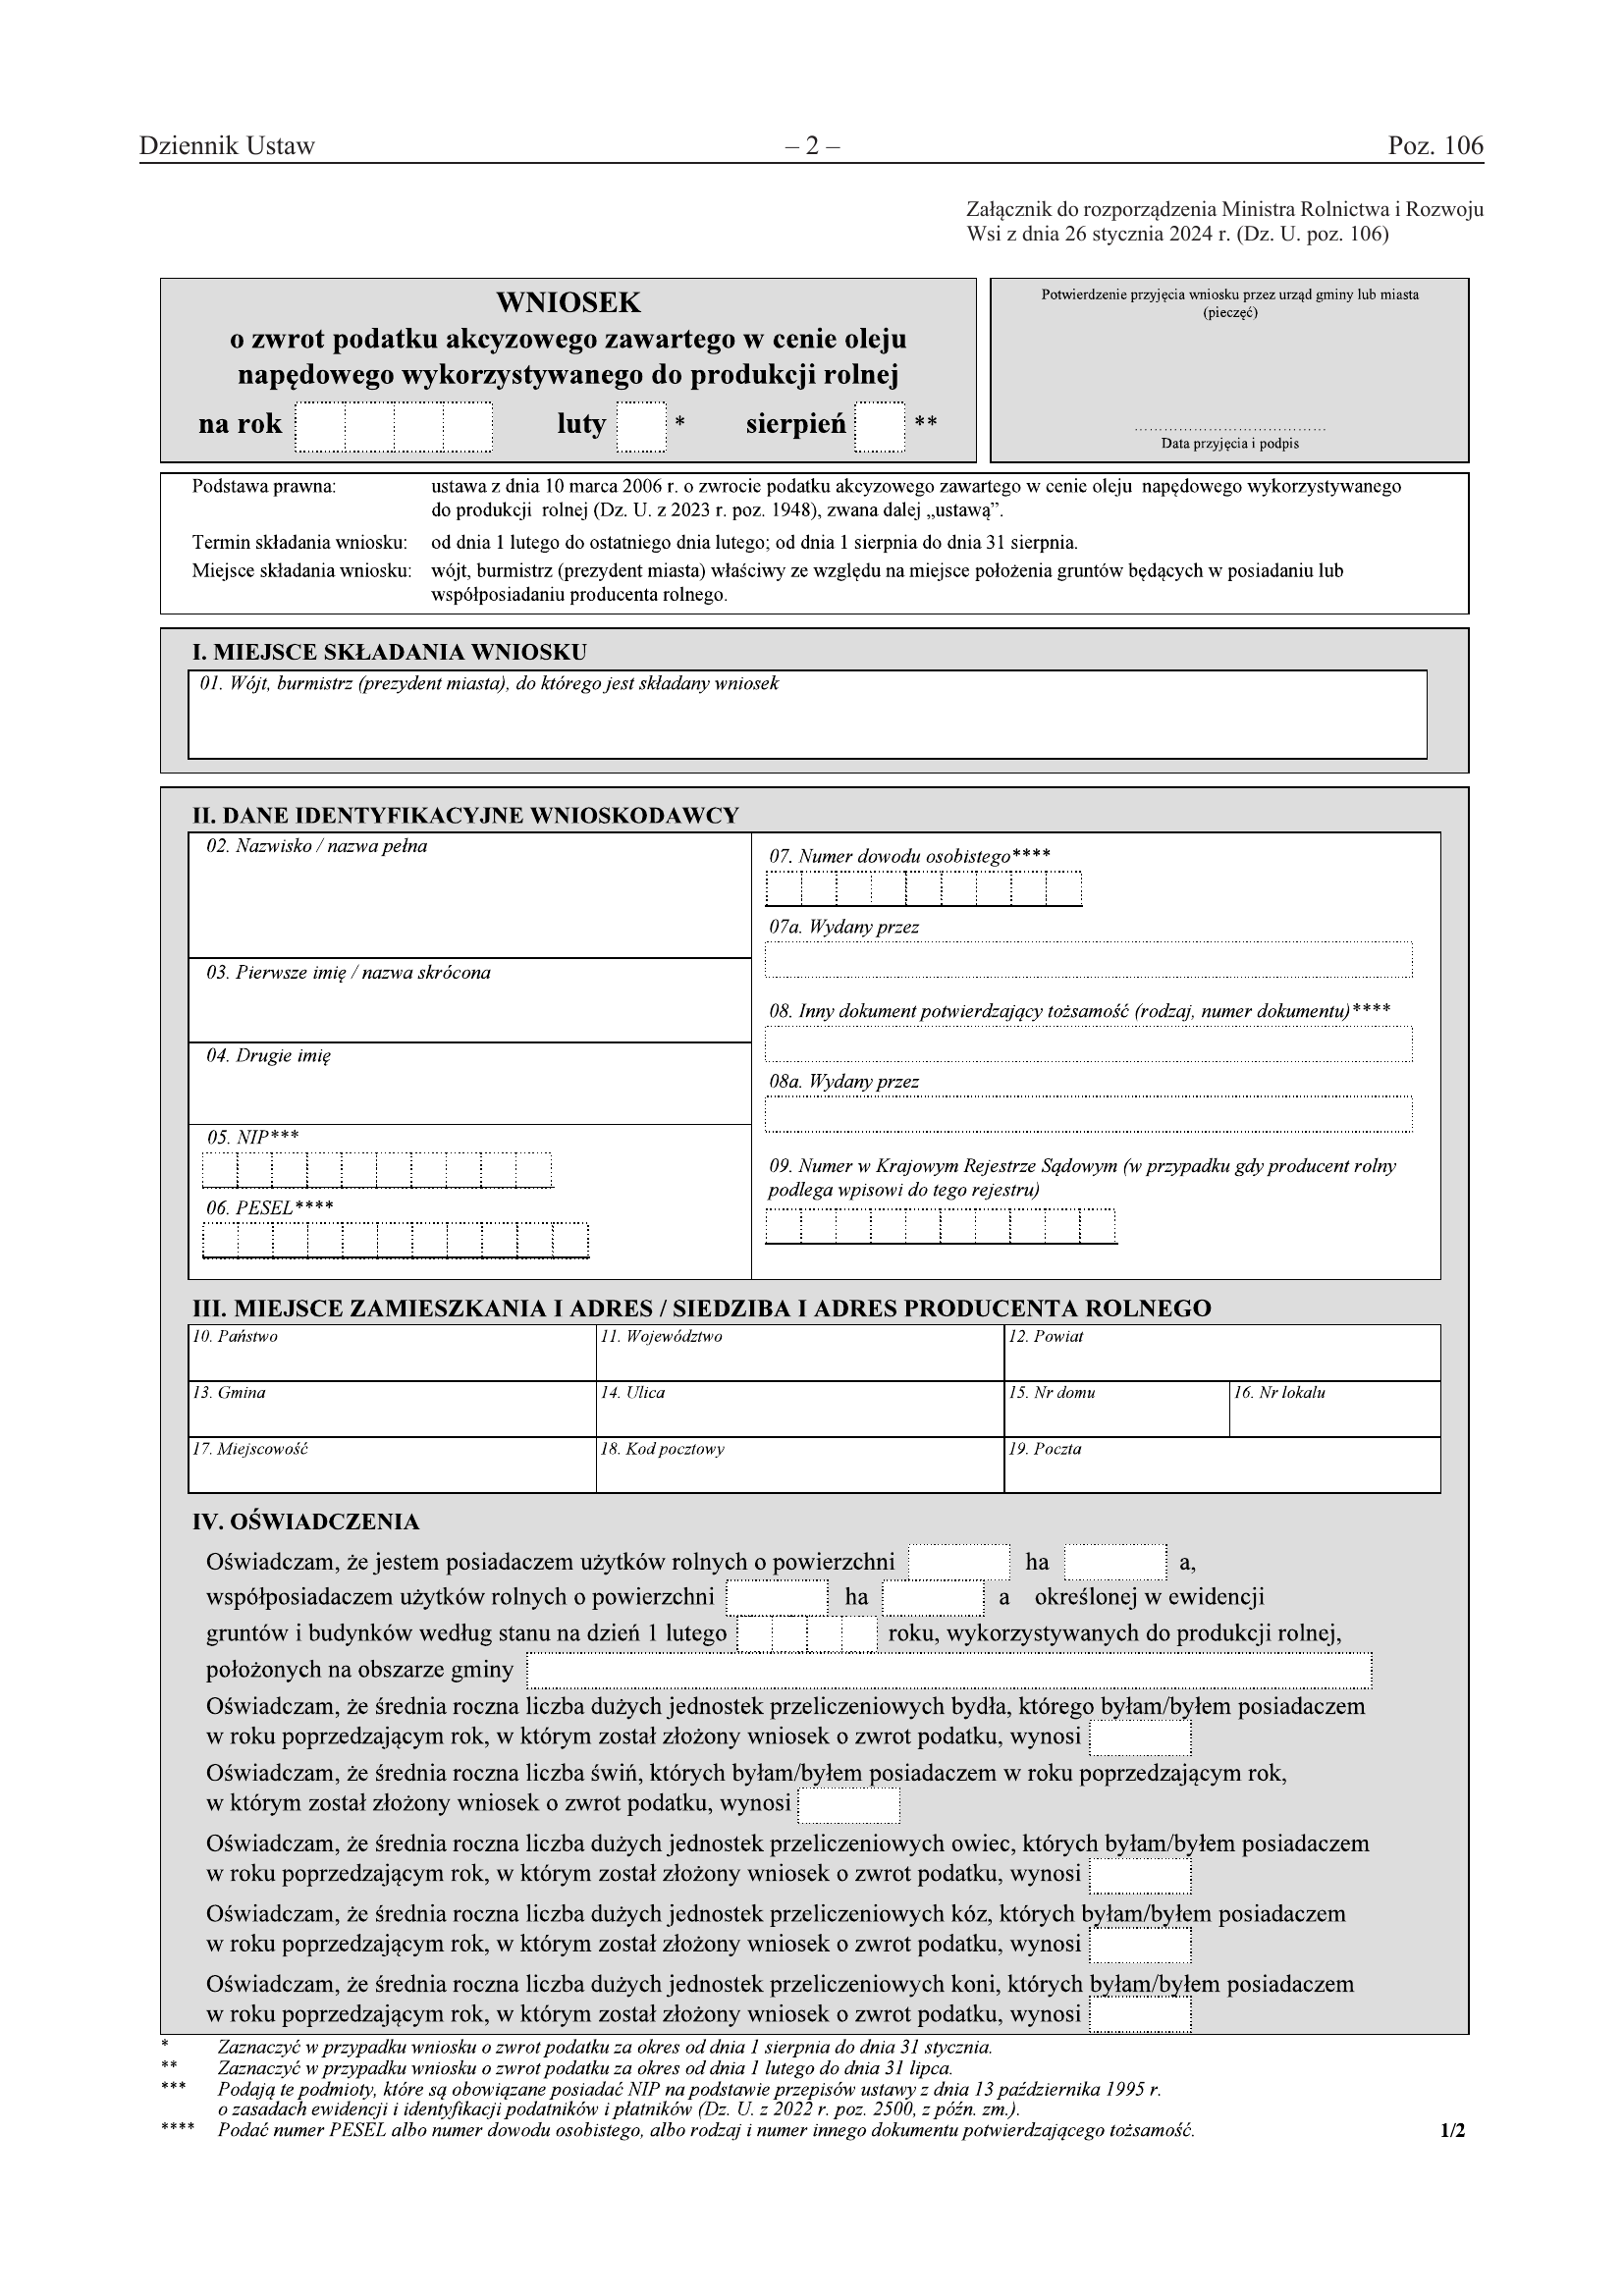 Dziennik Ustaw – 2 – Poz. 106
Załącznik do rozporządzenia Ministra Rolnictwa i Rozwoju
Wsi z dnia 26 stycznia 2024 r. (Dz. U. poz. 106)
WNIOSEK
o zwrot podatku akcyzowego zawartego w cenie oleju
napędowego wykorzystywanego do produkcji rolnej
na rok luty * sierpień **
Potwierdzenie przyjęcia wniosku przez urząd gminy lub miasta
(pieczęć)
....................................
Data przyjęcia i podpis
Podstawa prawna: ustawa z dnia 10 marca 2006 r. o zwrocie podatku akcyzowego zawartego w cenie oleju napędowego wykorzystywanego
do produkcji rolnej (Dz. U. z 2023 r. poz. 1948), zwana dalej „ustawą”.
Termin składania wniosku: od dnia 1 lutego do ostatniego dnia lutego; od dnia 1 sierpnia do dnia 31 sierpnia.
Miejsce składania wniosku: wójt, burmistrz (prezydent miasta) właściwy ze względu na miejsce położenia gruntów będących w posiadaniu lub
współposiadaniu producenta rolnego.
I. MIEJSCE SKŁADANIA WNIOSKU
01. Wójt, burmistrz (prezydent miasta), do którego jest składany wniosek
II. DANE IDENTYFIKACYJNE WNIOSKODAWCY
02. Nazwisko / nazwa pełna
03. Pierwsze imię / nazwa skrócona
04. Drugie imię
05. NIP***
06. PESEL****
07. Numer dowodu osobistego****
07a. Wydany przez
08. Inny dokument potwierdzający tożsamość (rodzaj, numer dokumentu)****
08a. Wydany przez
09. Numer w Krajowym Rejestrze Sądowym (w przypadku gdy producent rolny
podlega wpisowi do tego rejestru)
III. MIEJSCE ZAMIESZKANIA I ADRES / SIEDZIBA I ADRES PRODUCENTA ROLNEGO
10. Państwo 11. Województwo 12. Powiat
13. Gmina 14. Ulica 15. Nr domu 16. Nr lokalu
17. Miejscowość 18. Kod pocztowy 19. Poczta
IV. OŚWIADCZENIA
Oświadczam, że jestem posiadaczem użytków rolnych o powierzchni ha a,
współposiadaczem użytków rolnych o powierzchni ha a określonej w ewidencji
gruntów i budynków według stanu na dzień 1 lutego roku, wykorzystywanych do produkcji rolnej,
położonych na obszarze gminy
Oświadczam, że średnia roczna liczba dużych jednostek przeliczeniowych bydła, którego byłam/byłem posiadaczem
w roku poprzedzającym rok, w którym został złożony wniosek o zwrot podatku, wynosi
Oświadczam, że średnia roczna liczba świń, których byłam/byłem posiadaczem w roku poprzedzającym rok,
w którym został złożony wniosek o zwrot podatku, wynosi
Oświadczam, że średnia roczna liczba dużych jednostek przeliczeniowych owiec, których byłam/byłem posiadaczem
w roku poprzedzającym rok, w którym został złożony wniosek o zwrot podatku, wynosi
Oświadczam, że średnia roczna liczba dużych jednostek przeliczeniowych kóz, których byłam/byłem posiadaczem
w roku poprzedzającym rok, w którym został złożony wniosek o zwrot podatku, wynosi
Oświadczam, że średnia roczna liczba dużych jednostek przeliczeniowych koni, których byłam/byłem posiadaczem
w roku poprzedzającym rok, w którym został złożony wniosek o zwrot podatku, wynosi
* Zaznaczyć w przypadku wniosku o zwrot podatku za okres od dnia 1 sierpnia do dnia 31 stycznia.
** Zaznaczyć w przypadku wniosku o zwrot podatku za okres od dnia 1 lutego do dnia 31 lipca.
*** Podają te podmioty, które są obowiązane posiadać NIP na podstawie przepisów ustawy z dnia 13 października 1995 r.
o zasadach ewidencji i identyfikacji podatników i płatników (Dz. U. z 2022 r. poz. 2500, z późn. zm.).
**** Podać numer PESEL albo numer dowodu osobistego, albo rodzaj i numer innego dokumentu potwierdzającego tożsamość.
1/2